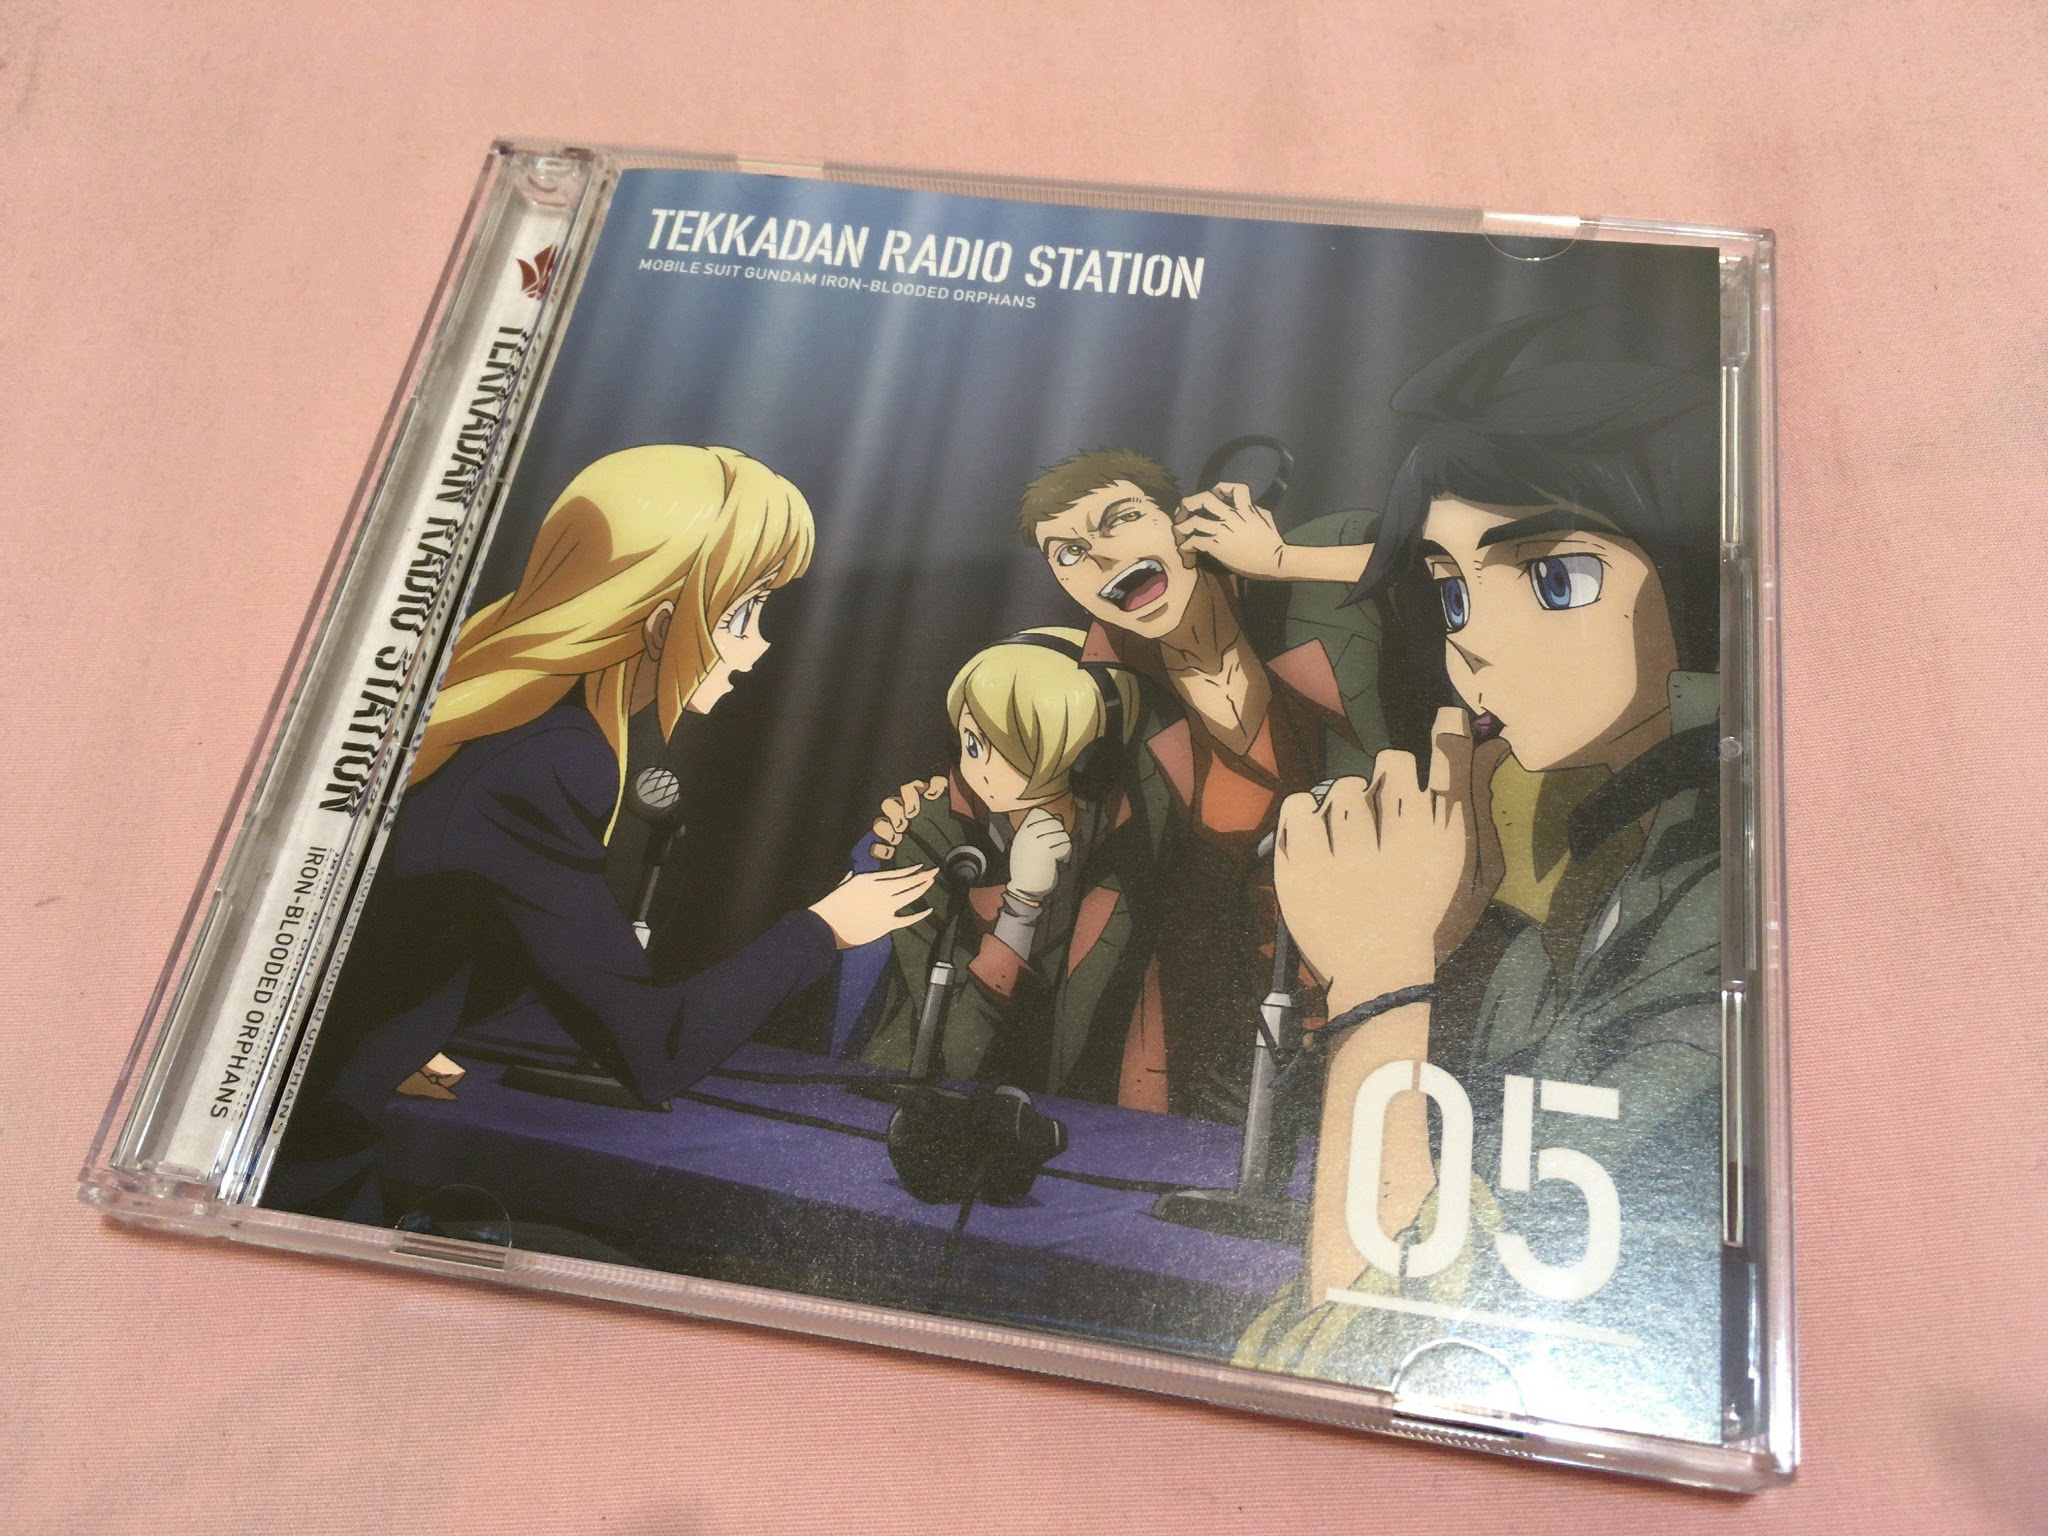 TEKKADAN RADIO STATION
MOBILE SUIT GUNDAM IRON-BLOODED ORPHANS
TEKKADAN RADIO STATION
IRON-BLOODED ORPHANS
05